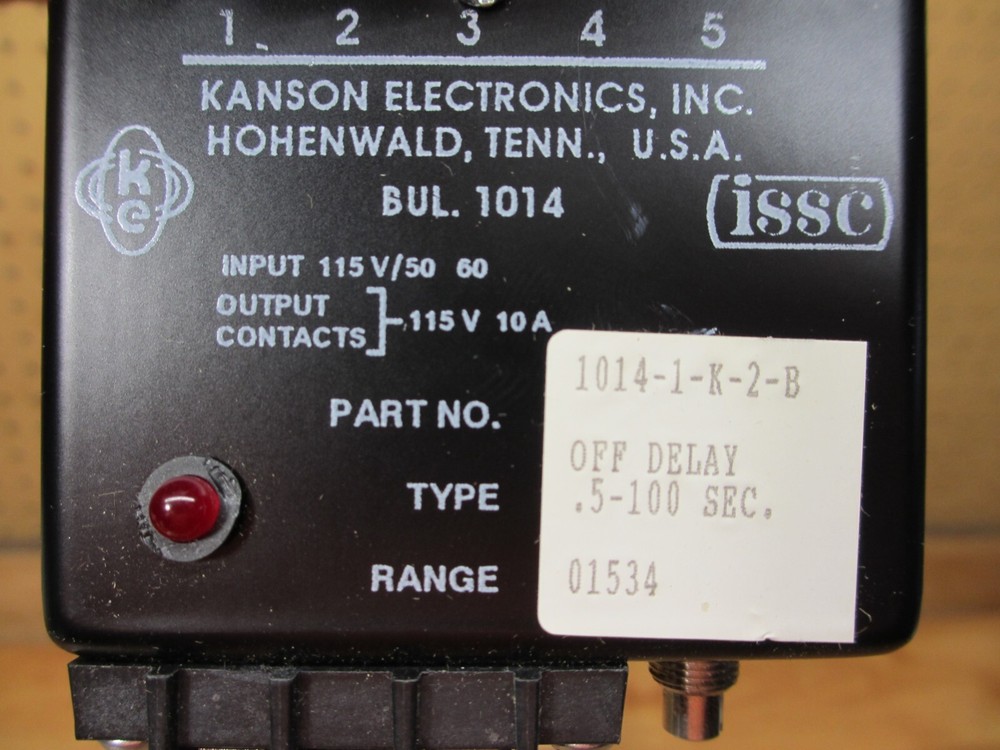 1 2 3 4 5
KANSON ELECTRONICS, INC.
HOHENWALD, TENN., U.S.A.
ke
BUL. 1014
issc
INPUT 115 V/50 60
OUTPUT
CONTACTS
115 V 10 A
PART NO.
1014-1-K-2-B
TYPE
OFF DELAY
.5-100 SEC.
RANGE
01534